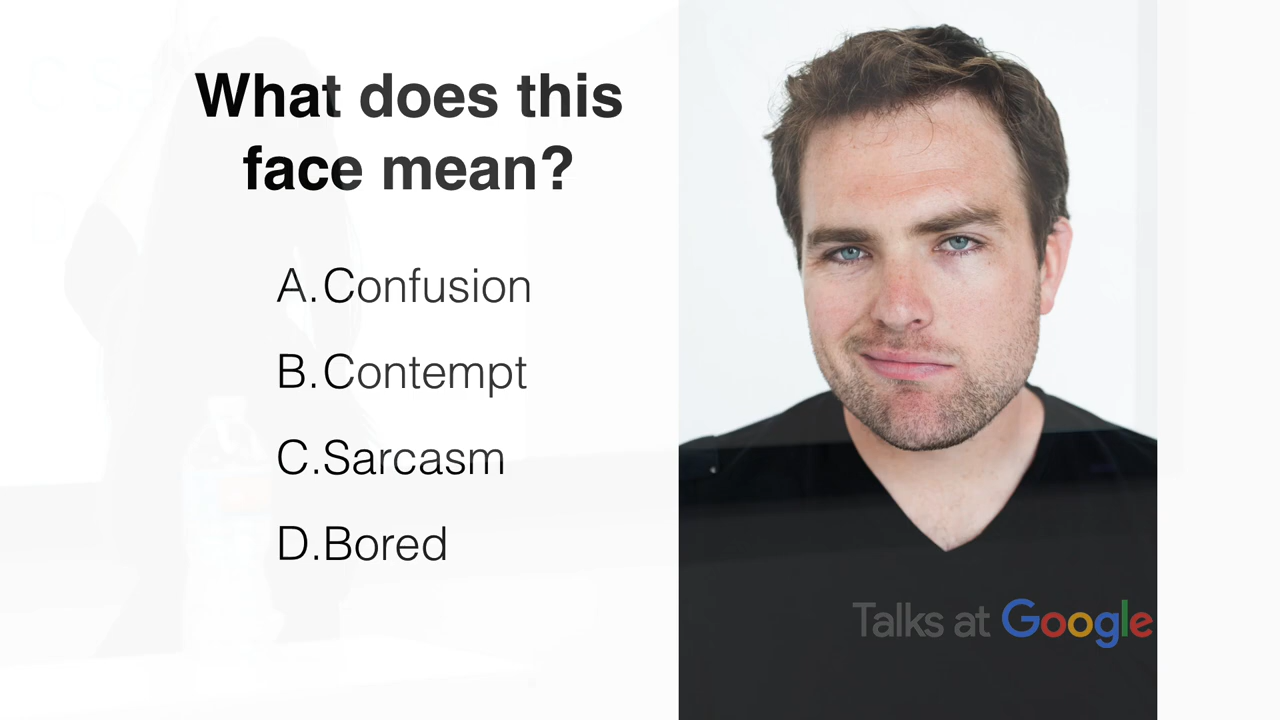 What does this
face mean?
A.Confusion
B.Contempt
C.Sarcasm
D.Bored
Talks at Google